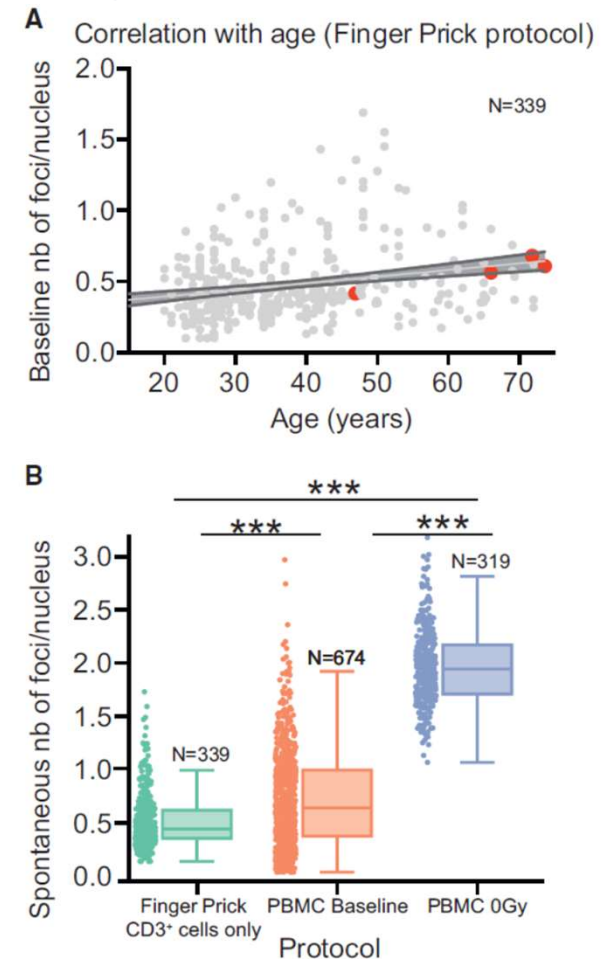 A
Correlation with age (Finger Prick protocol)
Baseline nb of foci/nucleus
2.0
1.5
1.0
0.5
0.0
N=339
20 30 40 50 60 70
Age (years)
B
Spontaneous nb of foci/nucleus
***
*** ***
3.0
2.5
2.0
1.5
1.0
0.5
0.0
N=339
N=674
N=319
Finger Prick
CD3⁺ cells only
PBMC Baseline
PBMC 0Gy
Protocol